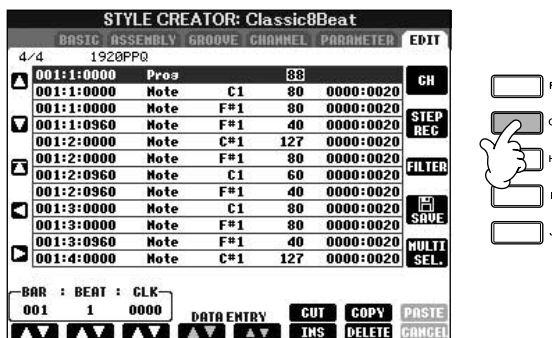 STYLE CREATOR: Classic8Beat
BASIC ASSEMBLY GROOVE CHANNEL PARAMETER EDIT
4/4 1920PPQ
001:1:0000 Prog 88
001:1:0000 Note C1 80 0000:0020
001:1:0000 Note F#1 80 0000:0020
001:1:0960 Note F#1 40 0000:0020
001:2:0000 Note C#1 127 0000:0020
001:2:0000 Note F#1 80 0000:0020
001:2:0960 Note C1 60 0000:0020
001:2:0960 Note F#1 40 0000:0020
001:3:0000 Note C1 80 0000:0020
001:3:0000 Note F#1 80 0000:0020
001:3:0960 Note F#1 40 0000:0020
001:4:0000 Note C#1 127 0000:0020
CH
STEP REC
FILTER
SAVE
MULTI SEL.
BAR : BEAT : CLK
001 1 0000
DATA ENTRY
CUT COPY PASTE
INS DELETE CANCEL